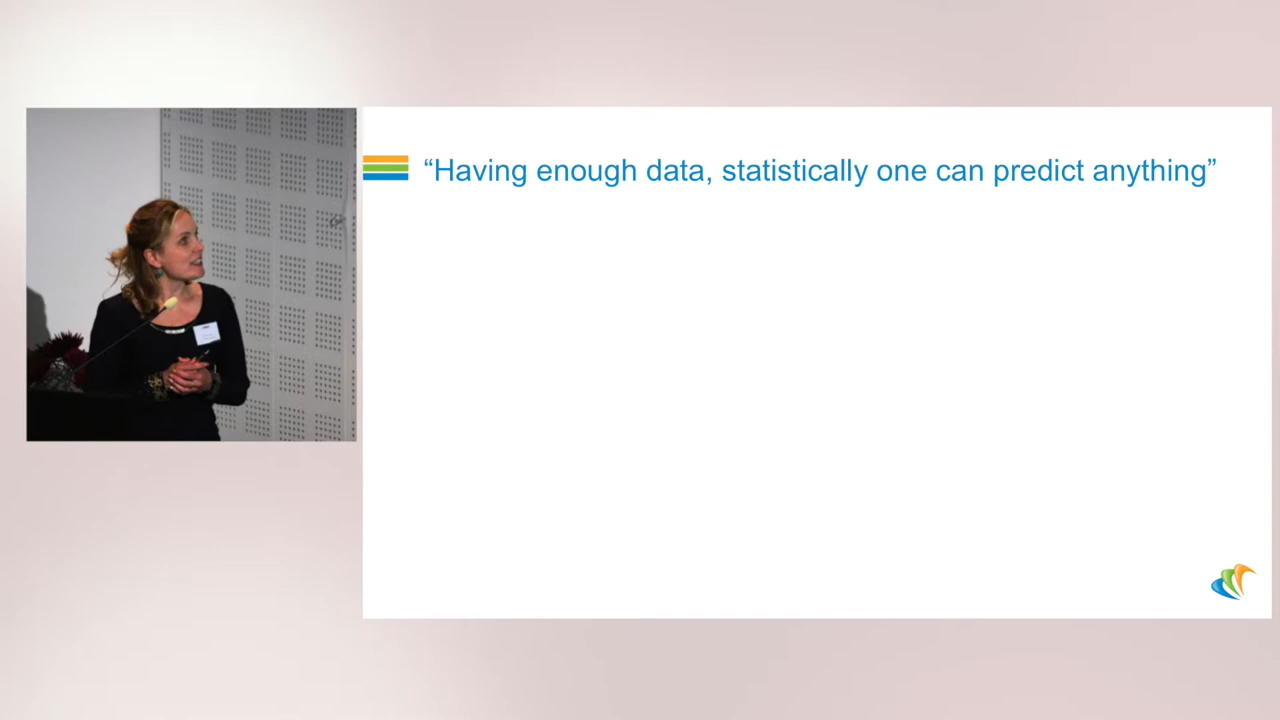 “Having enough data, statistically one can predict anything”